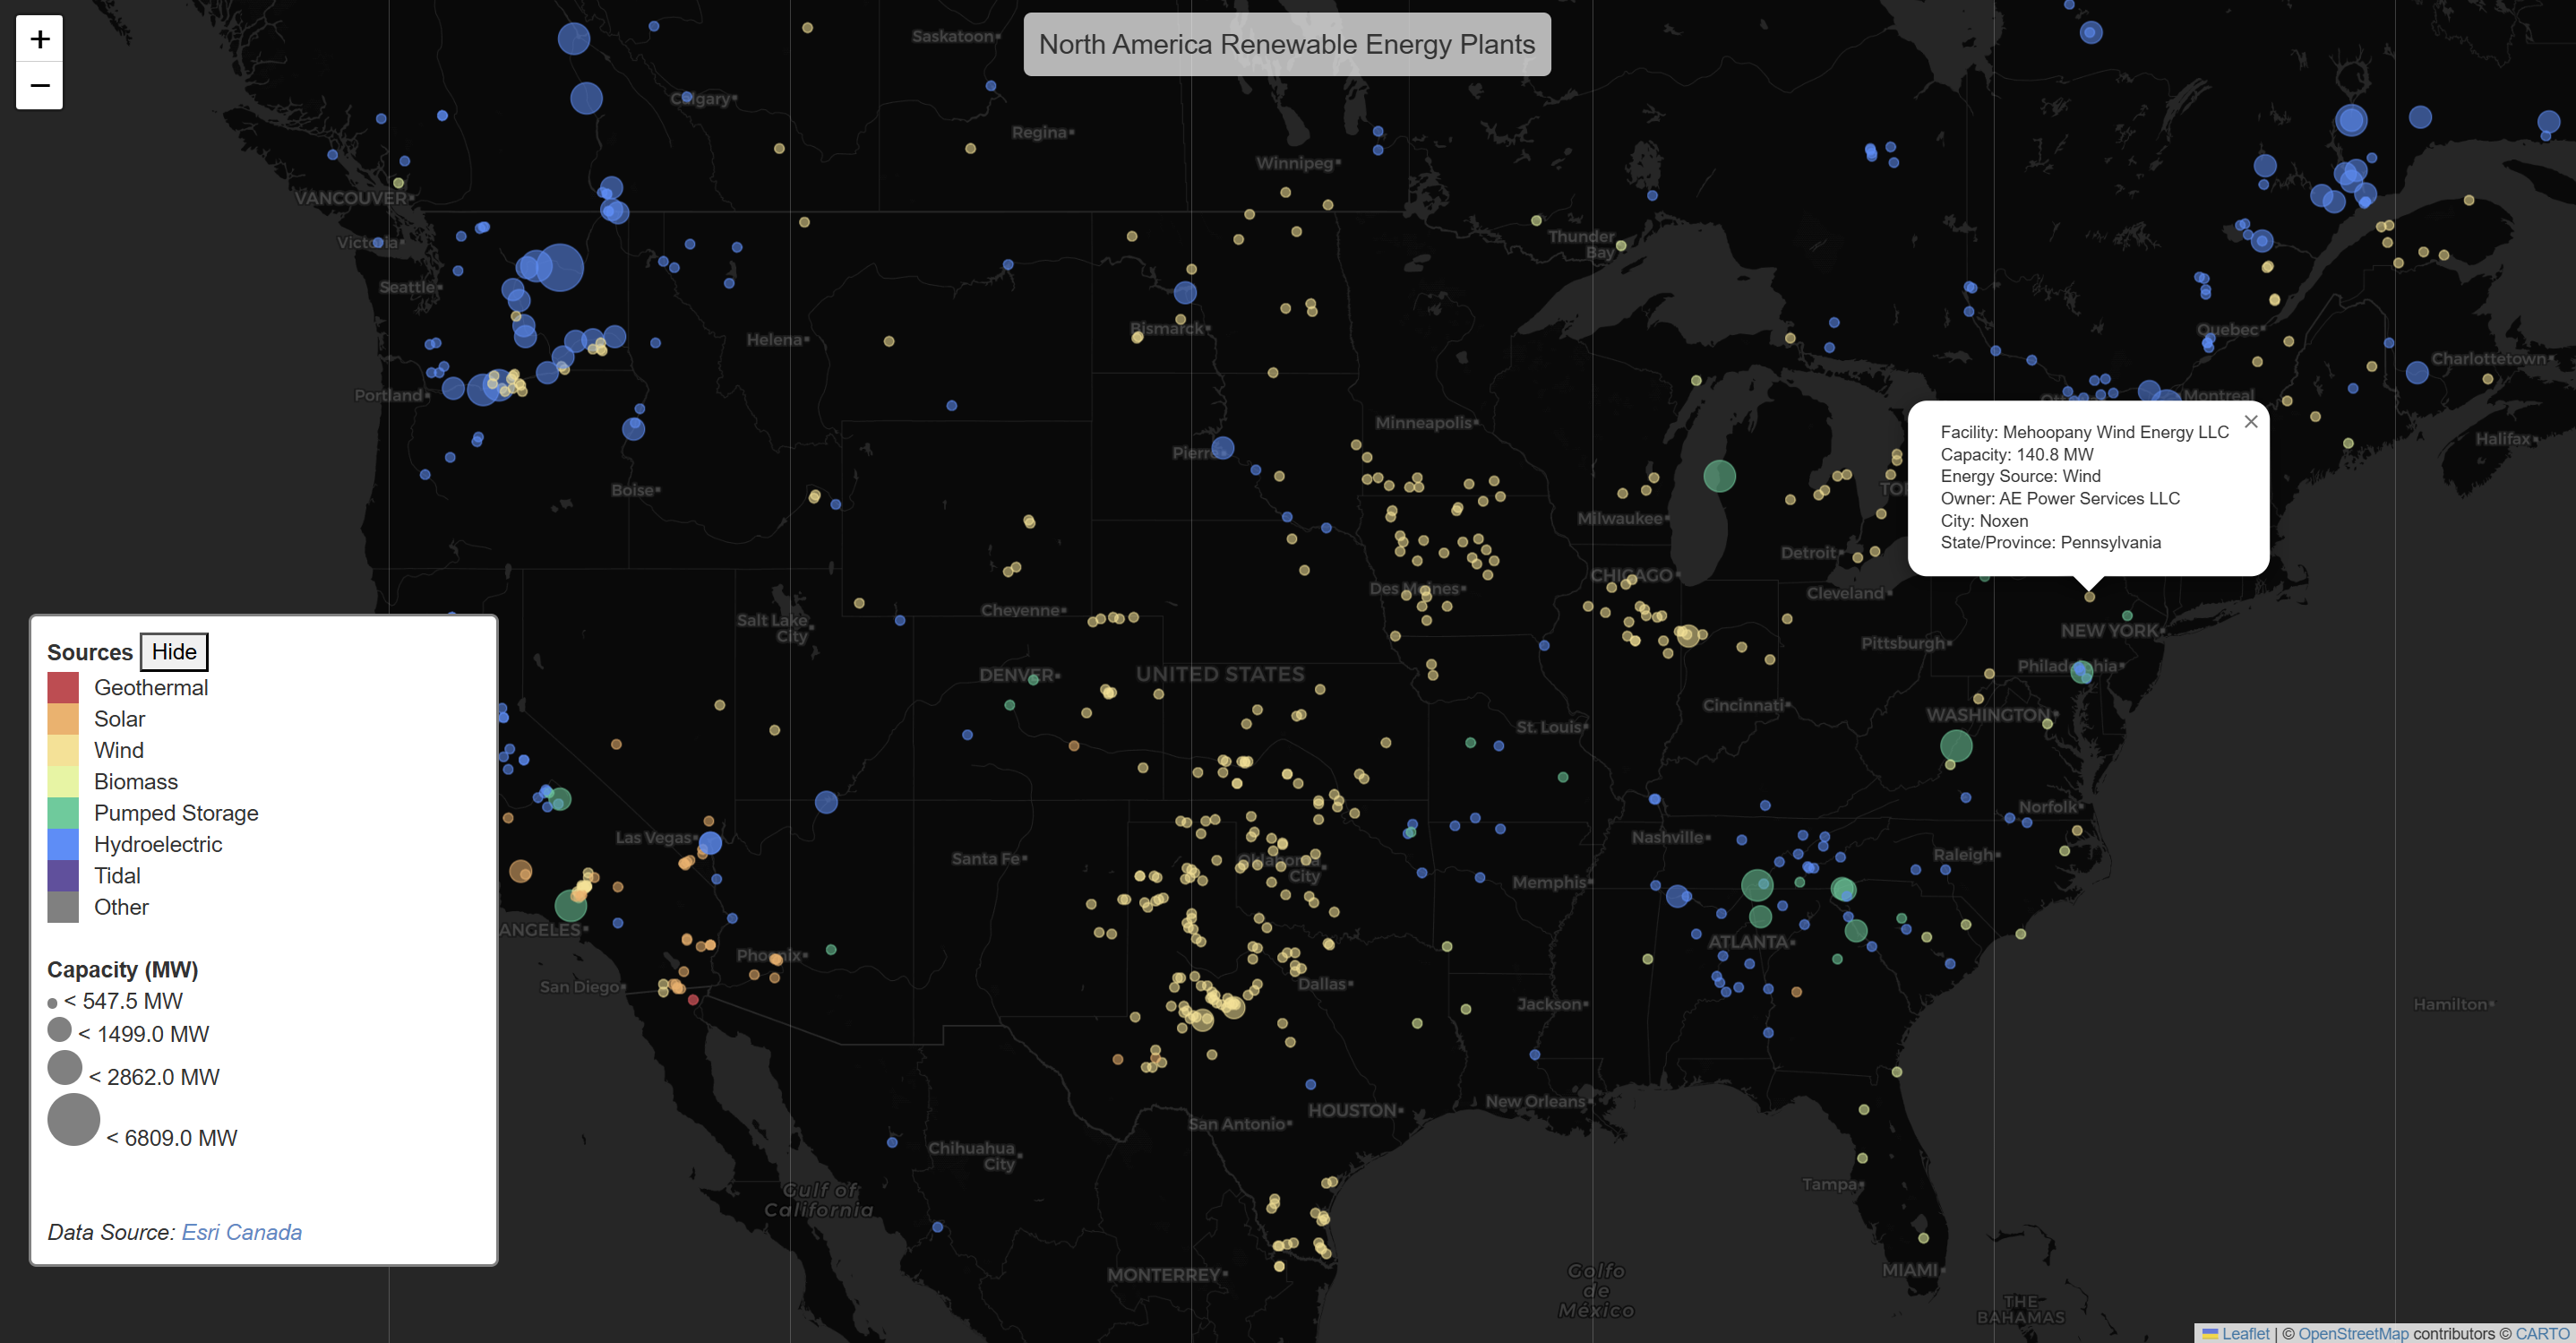 +
−
North America Renewable Energy Plants
Saskatoon
Calgary
Regina
Winnipeg
VANCOUVER
Victoria
Thunder
Bay
Seattle
Quebec
Bismarck
Helena
Charlottetown
Portland
Montreal
Minneapolis
Halifax
Pierre
Boise
Milwaukee
Detroit
×
Facility: Mehoopany Wind Energy LLC
Capacity: 140.8 MW
Energy Source: Wind
Owner: AE Power Services LLC
City: Noxen
State/Province: Pennsylvania
CHICAGO
Des Moines
Cleveland
Cheyenne
Salt Lake
City
NEW YORK
Pittsburgh
Philadelphia
DENVER
UNITED STATES
Cincinnati
WASHINGTON
St. Louis
Norfolk
Las Vegas
Nashville
Santa Fe
Oklahoma
City
Raleigh
Memphis
ANGELES
ATLANTA
Phoenix
San Diego
Dallas
Jackson
Hamilton
New Orleans
HOUSTON
San Antonio
Chihuahua
City
Gulf of
California
Tampa
MONTERREY
MIAMI
Golfo
de
México
THE
BAHAMAS
Sources Hide
Geothermal
Solar
Wind
Biomass
Pumped Storage
Hydroelectric
Tidal
Other
Capacity (MW)
< 547.5 MW
< 1499.0 MW
< 2862.0 MW
< 6809.0 MW
Data Source: Esri Canada
Leaflet | © OpenStreetMap contributors © CARTO